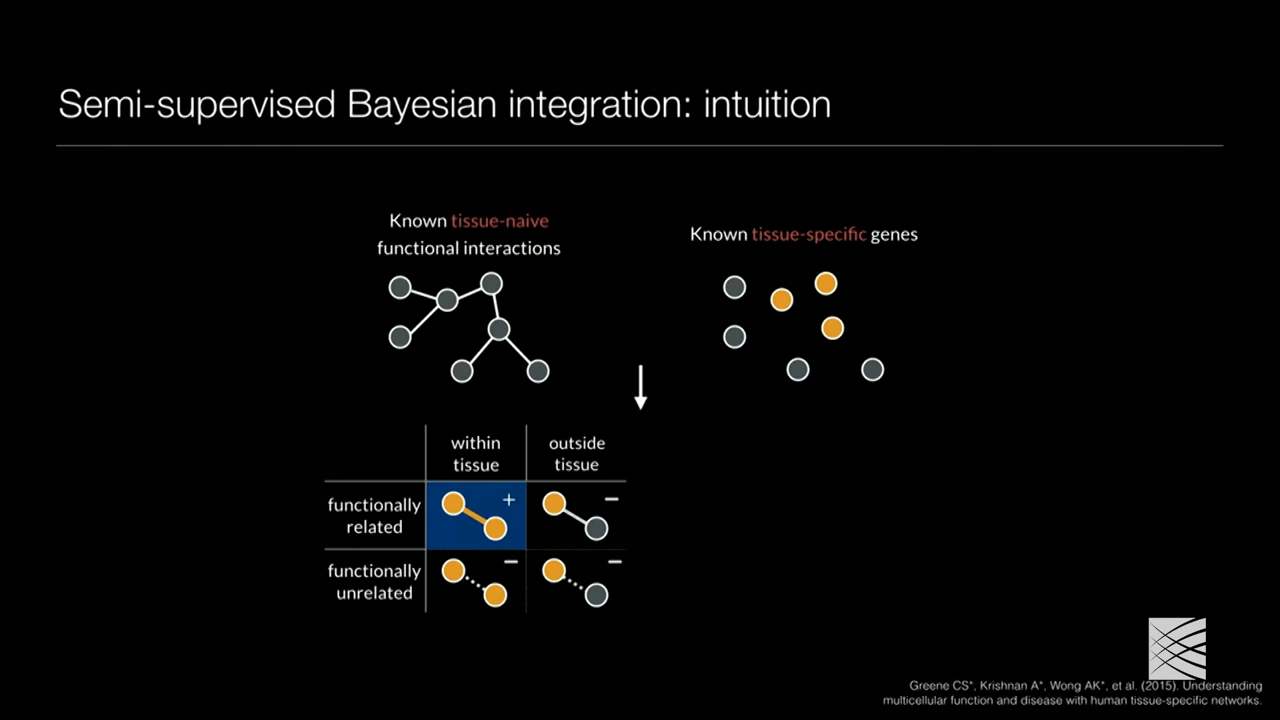 Semi-supervised Bayesian integration: intuition
Known tissue-naive
functional interactions
Known tissue-specific genes
within
tissue
outside
tissue
functionally
related
+
−
functionally
unrelated
−
−
Greene CS*, Krishnan A*, Wong AK*, et al. (2015). Understanding
multicellular function and disease with human tissue-specific networks.